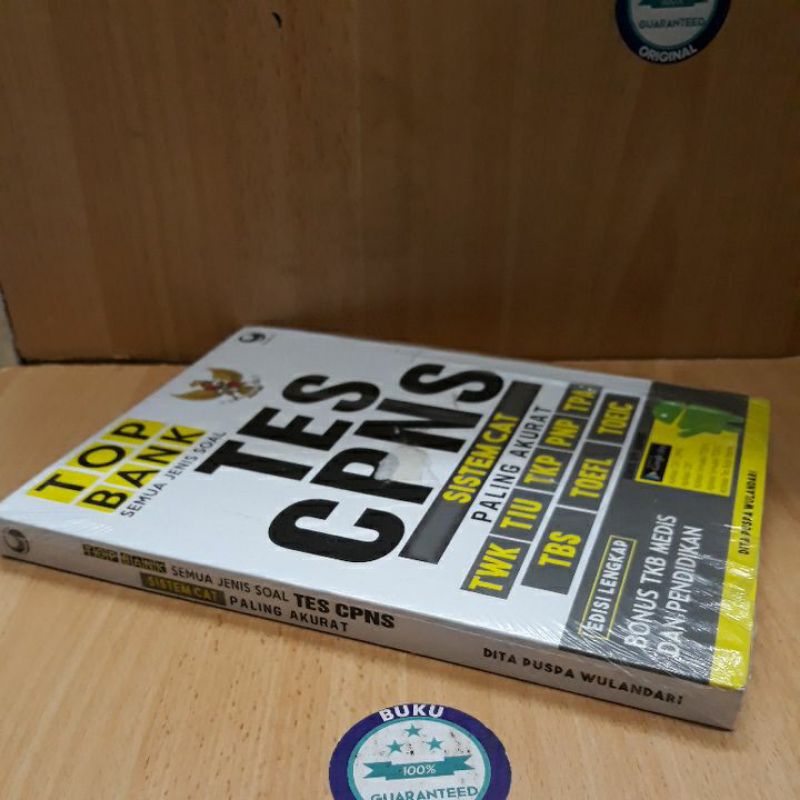 100%
GUARANTEED
ORIGINAL
TOP
BANK
SEMUA JENIS SOAL
TES
CPNS
SISTEM CAT
PALING AKURAT
TWK TIU TKP PNP TPA
TBS TOEFL TOEIC
EDISI LENGKAP
BONUS TKB MEDIS
DAN PENDIDIKAN
DITA PUSPA WULANDARI
TOP BANK SEMUA JENIS SOAL TES CPNS
SISTEM CAT PALING AKURAT
DITA PUSPA WULANDARI
BUKU
100%
GUARANTEED